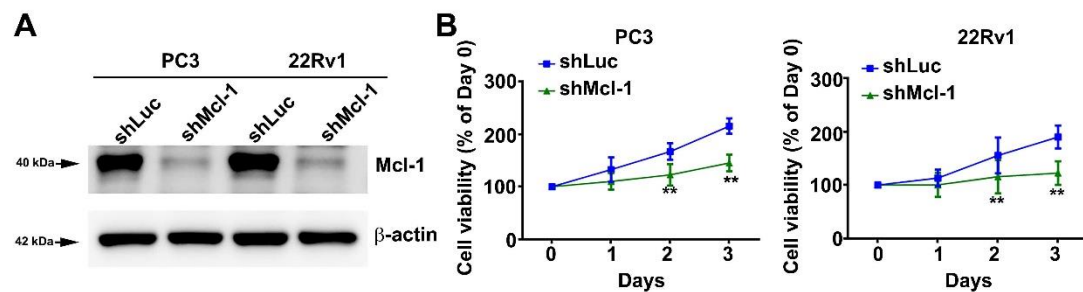 A
PC3
22Rv1
shLuc
shMcl-1
shLuc
shMcl-1
40 kDa
Mcl-1
42 kDa
β-actin
B
PC3
shLuc
shMcl-1
Cell viability (% of Day 0)
300
200
100
0
**
**
0 1 2 3
Days
22Rv1
shLuc
shMcl-1
Cell viability (% of Day 0)
300
200
100
0
**
**
0 1 2 3
Days